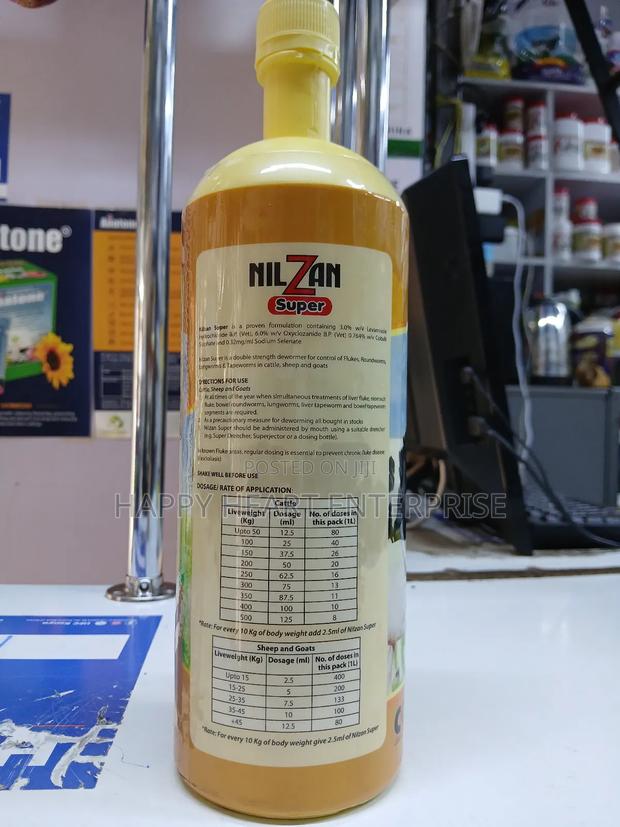 tone®
NILZAN
Super
Nilzan Super is a proven formulation containing 3.0% w/v Levamisole
Hydrochloride B.P. (Vet), 6.0% w/v Oxyclozanide B.P. (Vet) 0.764% w/v Cobalt
Sulphate and 0.32mg/ml Sodium Selenate
Nilzan Super is a double strength dewormer for control of Flukes, Roundworms,
Lungworms & Tapeworms in cattle, sheep and goats
DIRECTIONS FOR USE
Cattle, Sheep and Goats
At all times of the year when simultaneous treatments of liver fluke,
fluke, bowel roundworms, lungworms, liver tapeworm and bowel tapeworm
segments are required.
As a precautionary measure for deworming all bought in stocks
Nilzan Super should be administered by mouth using a suitable drencher
(e.g. Super Drencher, Superjector or a dosing bottle).
In known Fluke areas, regular dosing is essential to prevent chronic fluke disease
(Fascioliasis)
POSTED ON JIJI
SHAKE WELL BEFORE USE
DOSAGE/ RATE OF APPLICATION:
HAPPY HEART ENTERPRISE
Cattle
Liveweight (Kg) Dosage (ml) No. of doses in this pack (1L)
Upto 50 12.5 80
100 25 40
150 37.5 26
200 50 20
250 62.5 16
300 75 13
350 87.5 11
400 100 10
500 125 8
*Rate: For every 10 Kg of body weight add 2.5ml of Nilzan Super
Sheep and Goats
Liveweight (Kg) Dosage (ml) No. of doses in this pack (1L)
Upto 15 2.5 400
15-25 5 200
25-35 7.5 133
35-45 10 100
+45 12.5 80
*Rate: For every 10 Kg of body weight give 2.5ml of Nilzan Super